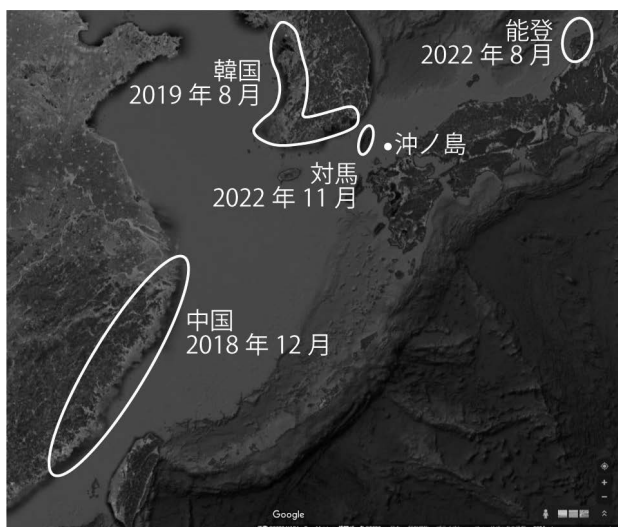 能登
2022 年 8 月
韓国
2019 年 8 月
沖ノ島
対馬
2022 年 11 月
中国
2018 年 12 月
Google